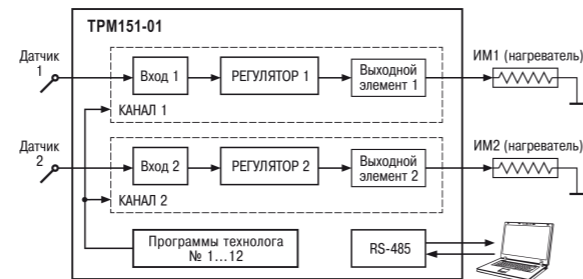 ТРМ151-01
Датчик
1
Вход 1
РЕГУЛЯТОР 1
Выходной
элемент 1
ИМ1 (нагреватель)
КАНАЛ 1
Датчик
2
Вход 2
РЕГУЛЯТОР 2
Выходной
элемент 2
ИМ2 (нагреватель)
КАНАЛ 2
Программы технолога
№ 1...12
RS-485